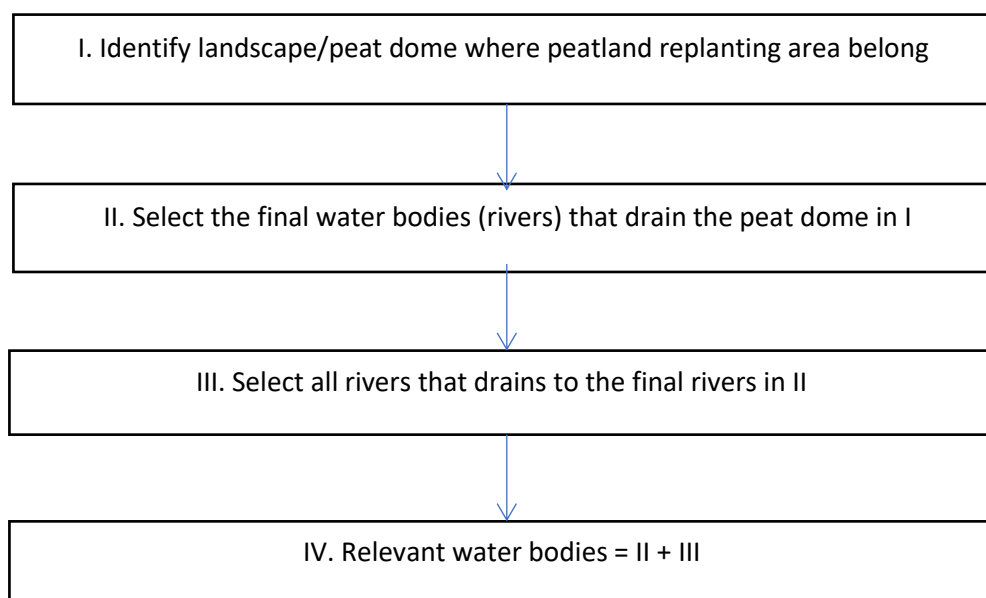 I. Identify landscape/peat dome where peatland replanting area belong
II. Select the final water bodies (rivers) that drain the peat dome in I
III. Select all rivers that drains to the final rivers in II
IV. Relevant water bodies = II + III